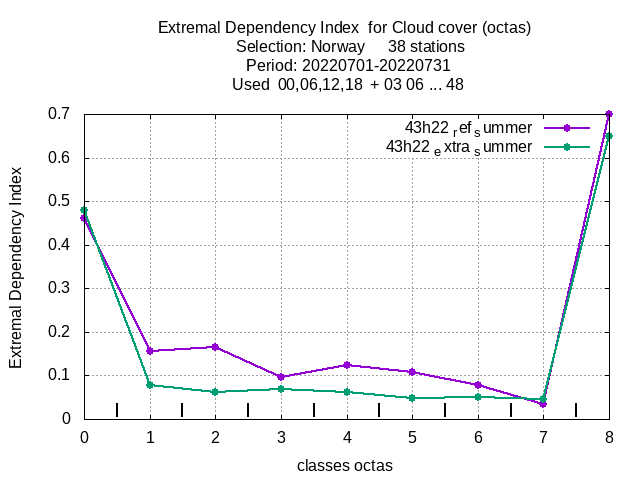 Extremal Dependency Index  for Cloud cover (octas)
Selection: Norway     38 stations
Period: 20220701-20220731
Used  00,06,12,18  + 03 06 ... 48
43h22 ref summer
43h22 extra summer
0.7
0.6
0.5
0.4
0.3
0.2
0.1
0
Extremal Dependency Index
0 1 2 3 4 5 6 7 8
classes octas